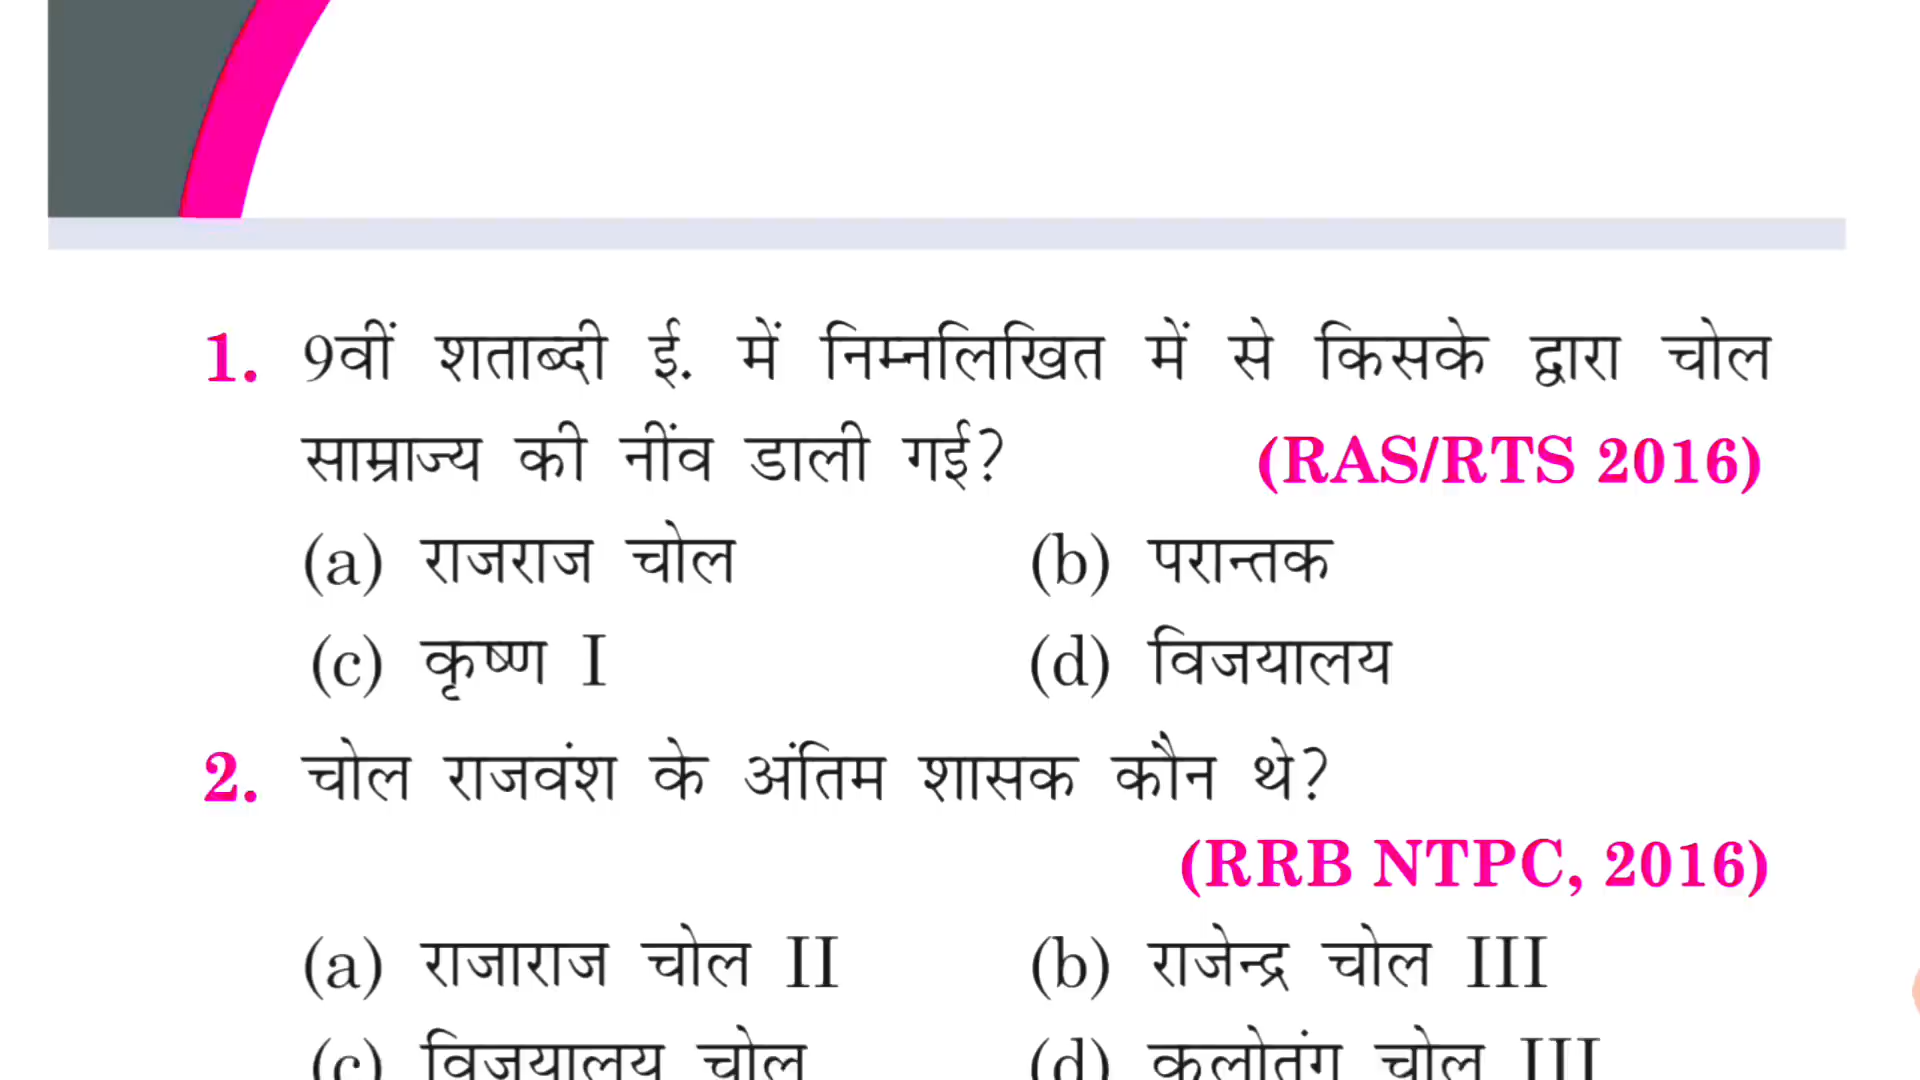 1. 9वीं शताब्दी ई. में निम्नलिखित में से किसके द्वारा चोल
साम्राज्य की नींव डाली गई? (RAS/RTS 2016)
(a) राजराज चोल (b) परान्तक
(c) कृष्ण I (d) विजयालय
2. चोल राजवंश के अंतिम शासक कौन थे?
(RRB NTPC, 2016)
(a) राजाराज चोल II (b) राजेन्द्र चोल III
(c) विजयालय चोल (d) कुलोतुंग चोल III